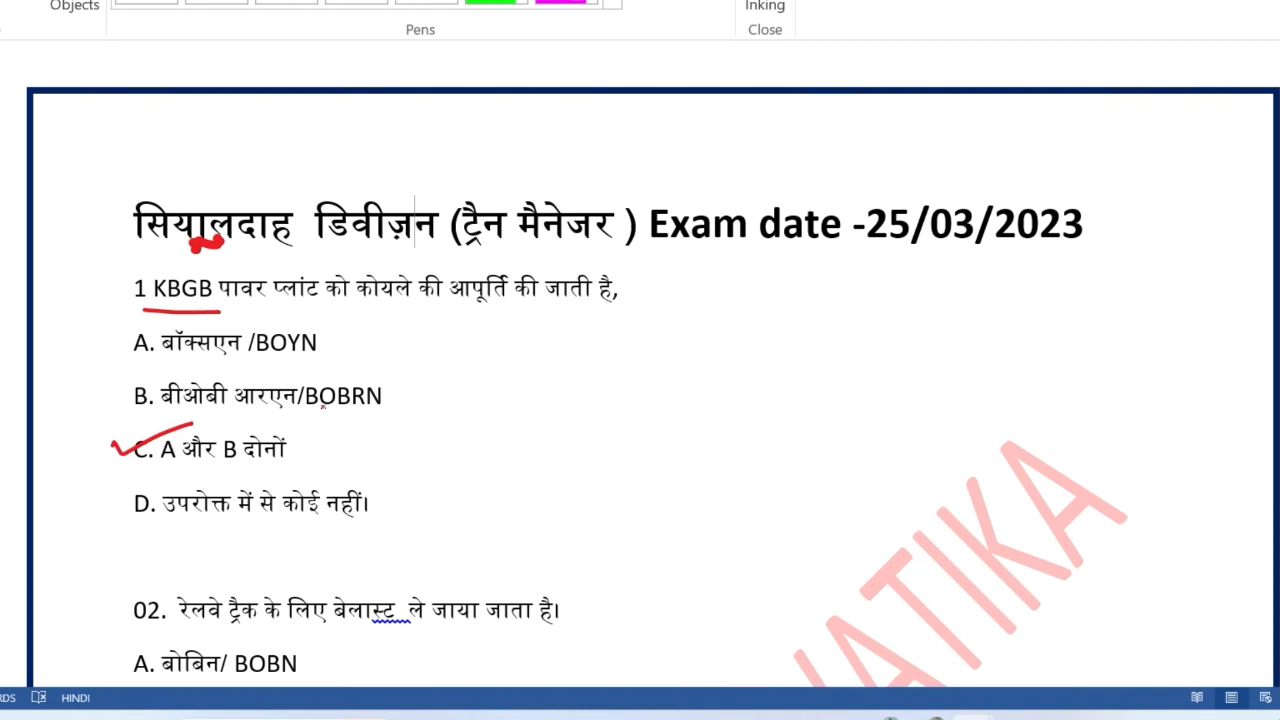 Objects
Inking
Pens
Close
सियालदाह डिवीज़न (ट्रैन मैनेजर ) Exam date -25/03/2023
1 KBGB पावर प्लांट को कोयले की आपूर्ति की जाती है,
A. बॉक्सएन /BOYN
B. बीओबी आरएन/BOBRN
C. A और B दोनों
D. उपरोक्त में से कोई नहीं।
02. रेलवे ट्रैक के लिए बेलास्ट ले जाया जाता है।
A. बोबिन/ BOBN
ATIKA
HINDI